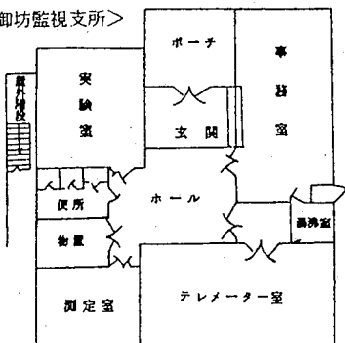 御坊監視支所＞
ポーチ
事務室
実験室
屋外階段
玄関
ホール
便所
物置
湯沸室
測定室
テレメーター室